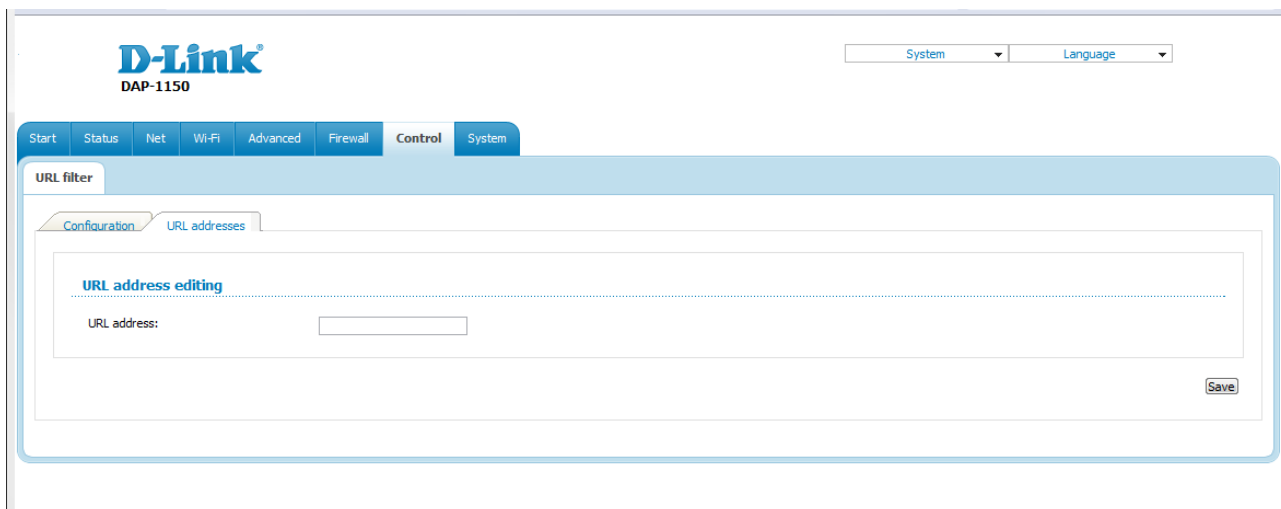 D-Link®
DAP-1150
System Language
Start Status Net Wi-Fi Advanced Firewall Control System
URL filter
Configuration URL addresses
URL address editing
URL address:
Save